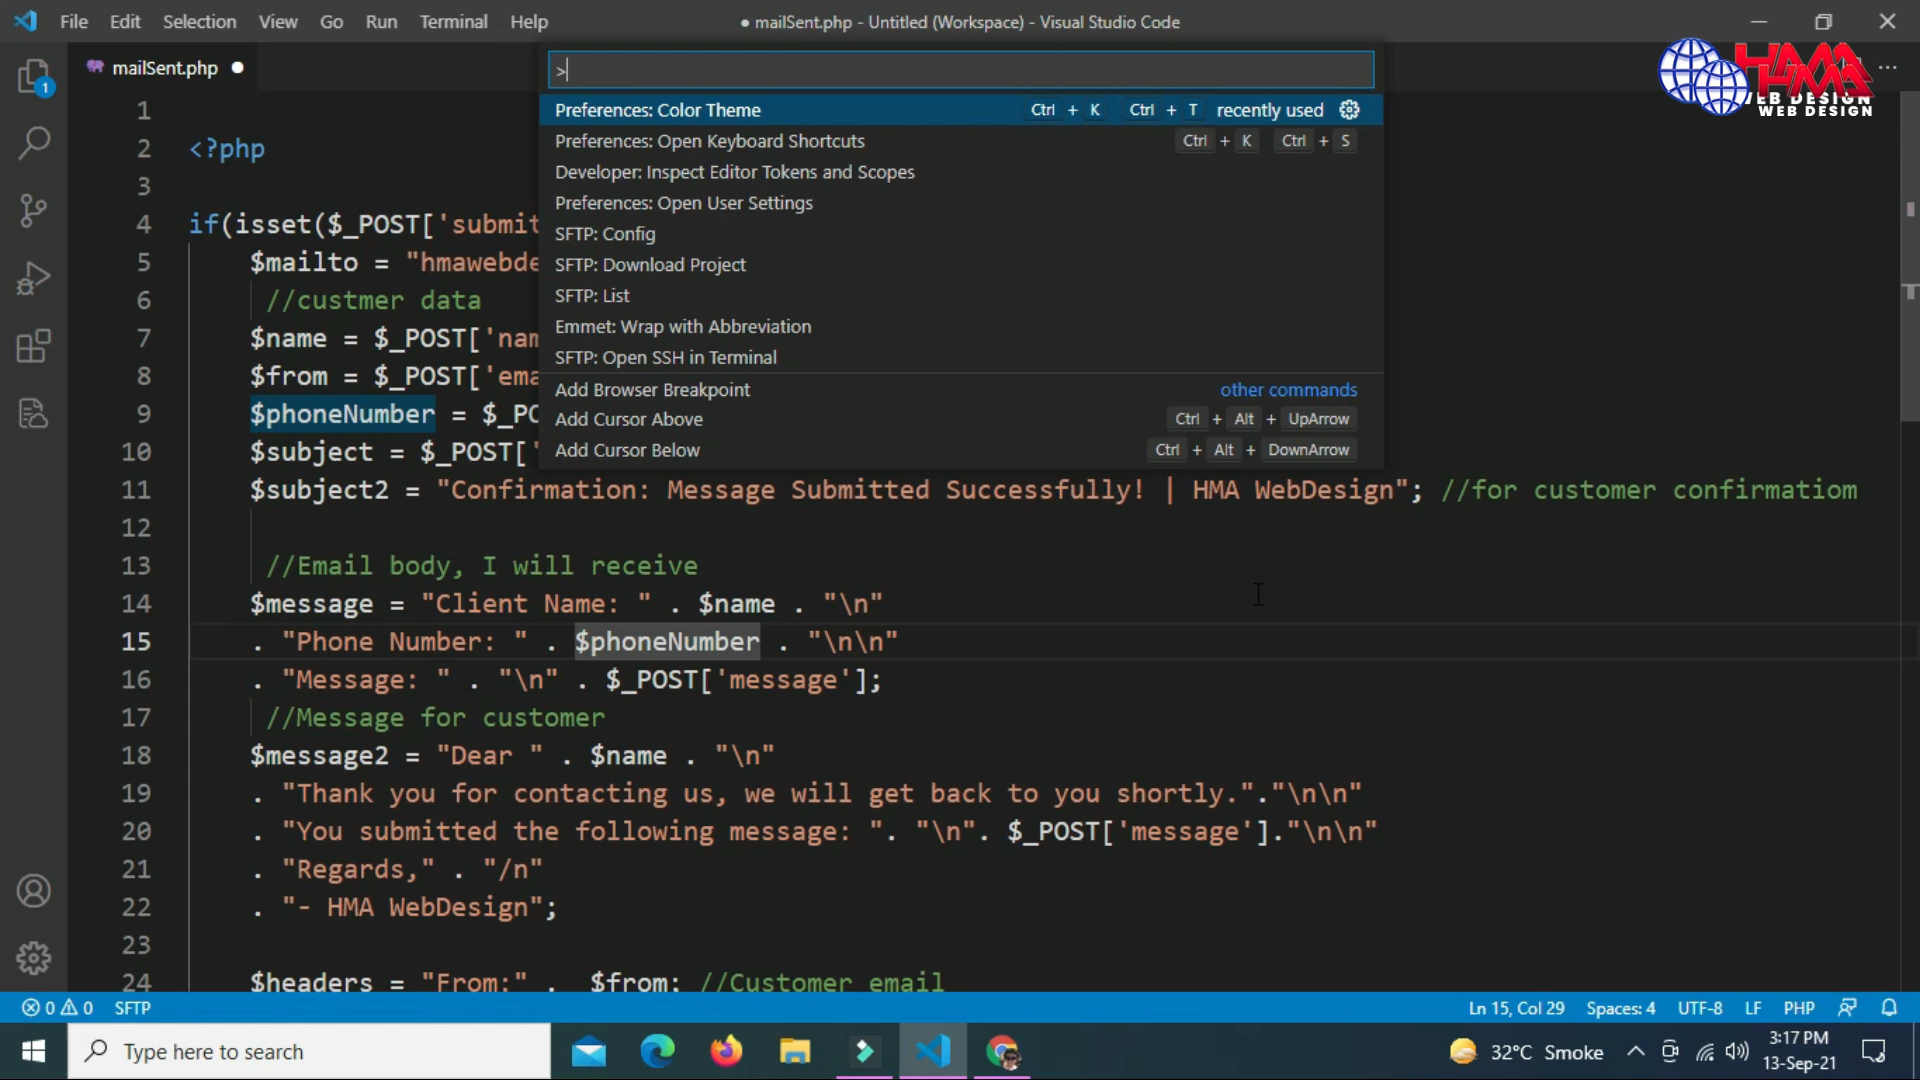 File Edit Selection View Go Run Terminal Help
● mailSent.php - Untitled (Workspace) - Visual Studio Code
mailSent.php ●
HMA
HMA
WEB DESIGN
WEB DESIGN
>
Preferences: Color Theme Ctrl + K Ctrl + T recently used
Preferences: Open Keyboard Shortcuts Ctrl + K Ctrl + S
Developer: Inspect Editor Tokens and Scopes
Preferences: Open User Settings
SFTP: Config
SFTP: Download Project
SFTP: List
Emmet: Wrap with Abbreviation
SFTP: Open SSH in Terminal
Add Browser Breakpoint other commands
Add Cursor Above Ctrl + Alt + UpArrow
Add Cursor Below Ctrl + Alt + DownArrow
1
1
2 <?php
3
4 if(isset($_POST['submit
5 $mailto = "hmawebde
6 //custmer data
7 $name = $_POST['nam
8 $from = $_POST['ema
9 $phoneNumber = $_PO
10 $subject = $_POST['
11 $subject2 = "Confirmation: Message Submitted Successfully! | HMA WebDesign"; //for customer confirmatiom
12
13 //Email body, I will receive
14 $message = "Client Name: " . $name . "\n"
15 . "Phone Number: " . $phoneNumber . "\n\n"
16 . "Message: " . "\n" . $_POST['message'];
17 //Message for customer
18 $message2 = "Dear " . $name . "\n"
19 . "Thank you for contacting us, we will get back to you shortly."."\n\n"
20 . "You submitted the following message: ". "\n". $_POST['message']."\n\n"
21 . "Regards," . "/n"
22 . "- HMA WebDesign";
23
24 $headers = "From:" . $from; //Customer email
0 0 SFTP Ln 15, Col 29 Spaces: 4 UTF-8 LF PHP
Type here to search 32°C Smoke 3:17 PM
13-Sep-21